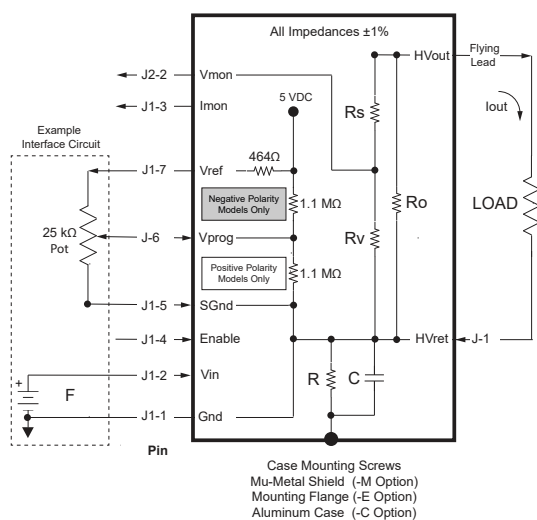 All Impedances ±1%
HVout
Flying
Lead
J2-2
Vmon
Rs
Iout
J1-3
Imon
5 VDC
Example
Interface Circuit
464Ω
J1-7
Vref
Negative Polarity
Models Only
1.1 MΩ
Ro
LOAD
25 kΩ
Pot
J-6
Vprog
Rv
Positive Polarity
Models Only
1.1 MΩ
J1-5
SGnd
J1-4
Enable
HVret
J-1
J1-2
Vin
R
C
+
F
J1-1
Gnd
Pin
Case Mounting Screws
Mu-Metal Shield (-M Option)
Mounting Flange (-E Option)
Aluminum Case (-C Option)